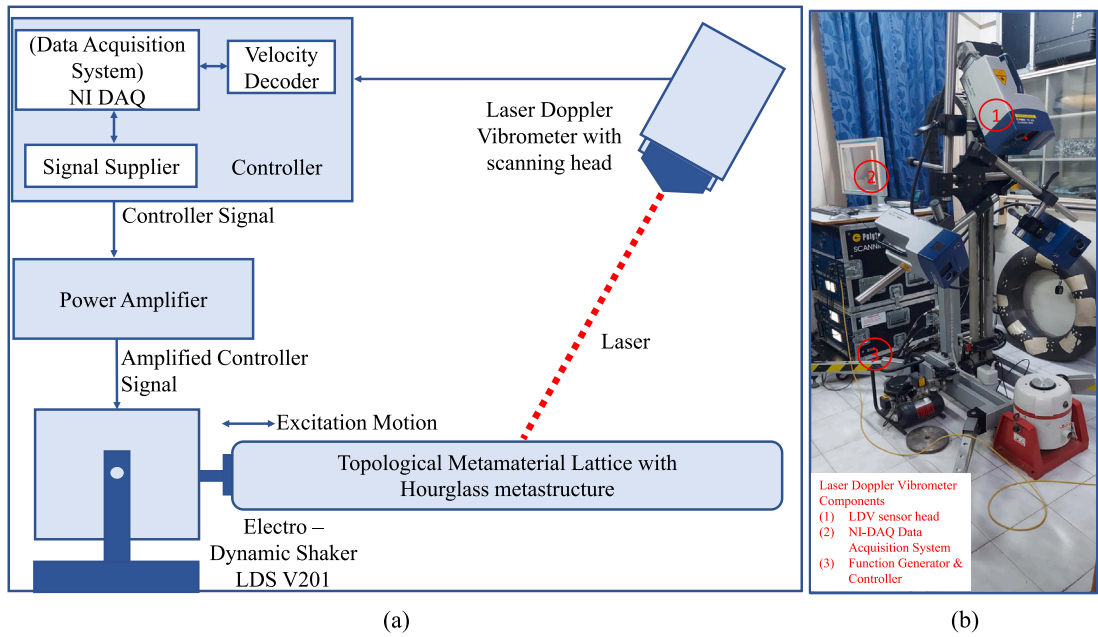 (Data Acquisition
System)
NI DAQ
Velocity
Decoder
Signal Supplier
Controller
Laser Doppler
Vibrometer with
scanning head
Controller Signal
Power Amplifier
Laser
Amplified Controller
Signal
Excitation Motion
Topological Metamaterial Lattice with
Hourglass metastructure
Electro –
Dynamic Shaker
LDS V201
(a)
1
2
Polyte
SCANNI
3
Laser Doppler Vibrometer
Components
(1) LDV sensor head
(2) NI-DAQ Data
Acquisition System
(3) Function Generator &
Controller
(b)